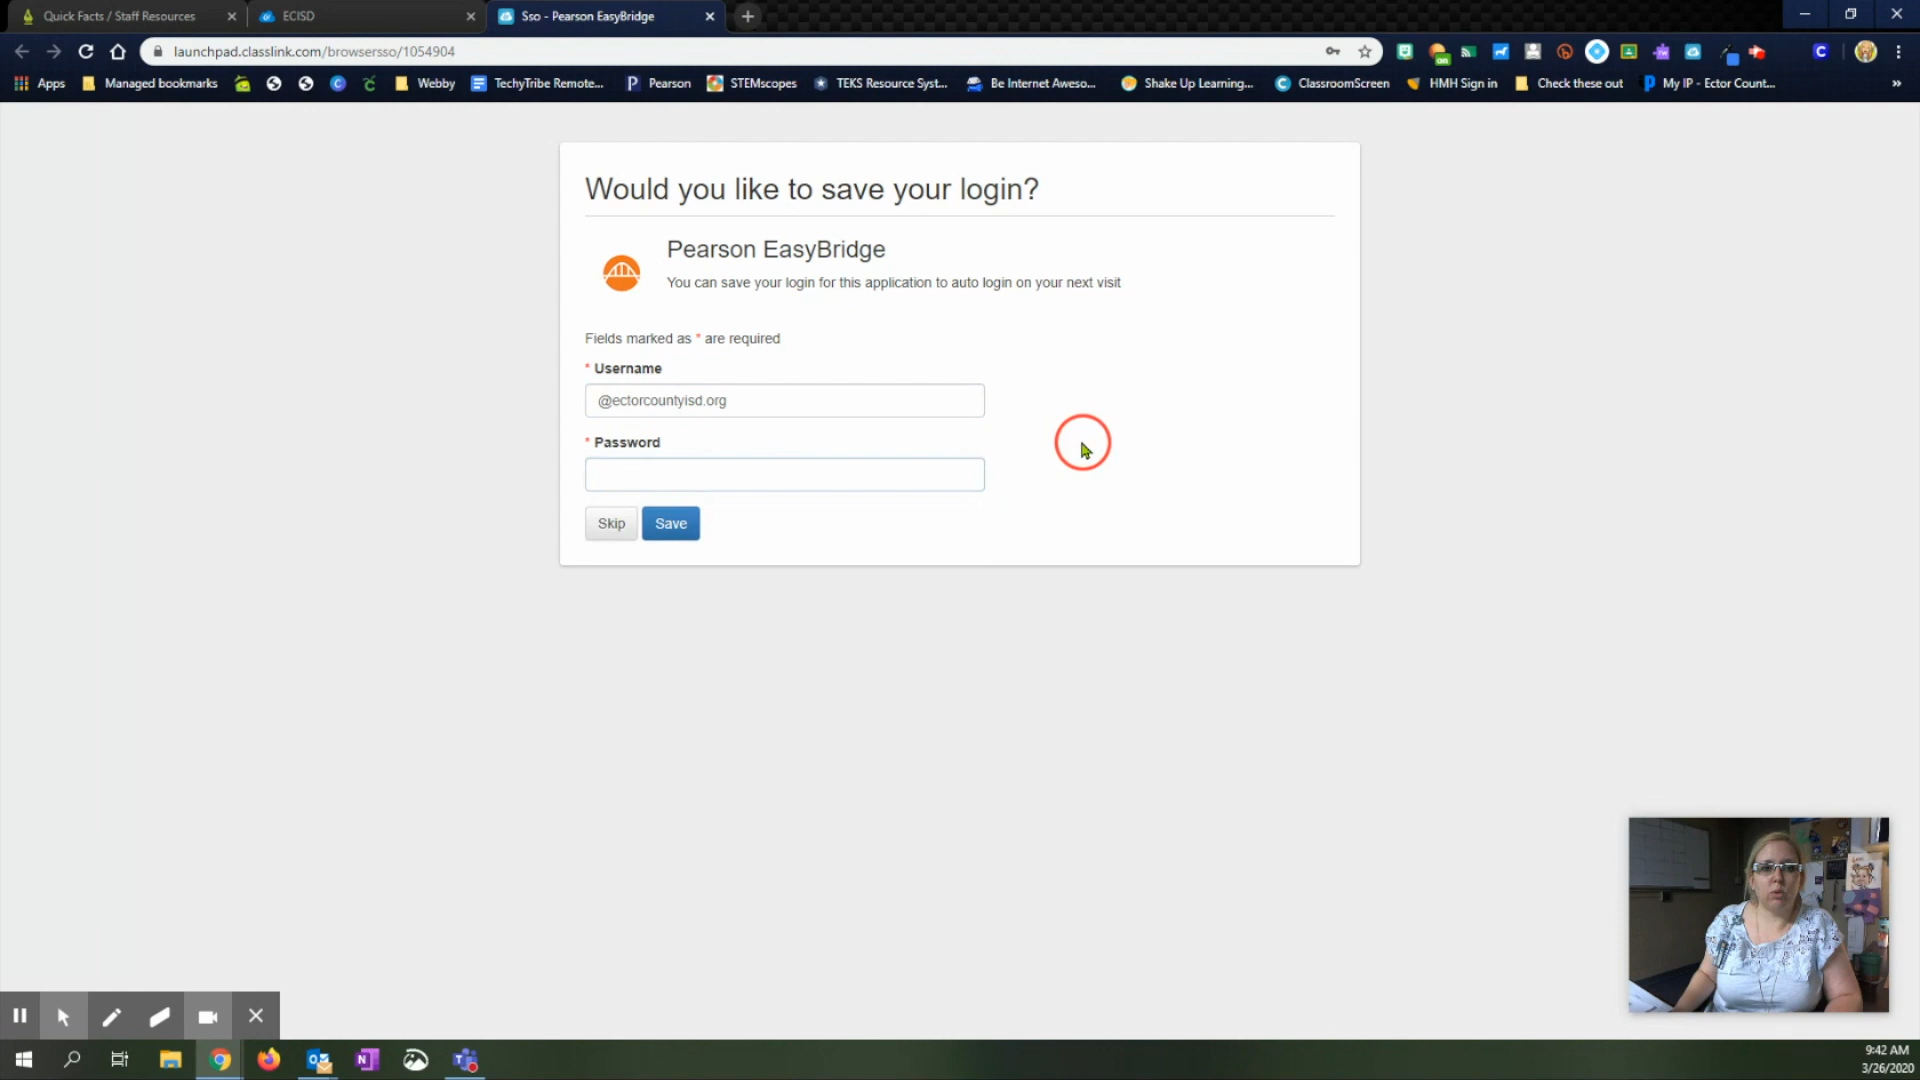 Quick Facts / Staff Resources
ECISD
Sso - Pearson EasyBridge
launchpad.classlink.com/browsersso/1054904
Apps
Managed bookmarks
Webby
TechyTribe Remote...
Pearson
STEMscopes
TEKS Resource Syst...
Be Internet Aweso...
Shake Up Learning...
ClassroomScreen
HMH Sign in
Check these out
My IP - Ector Count...
Would you like to save your login?
Pearson EasyBridge
You can save your login for this application to auto login on your next visit
Fields marked as * are required
* Username
@ectorcountyisd.org
* Password
Skip
Save
9:42 AM
3/26/2020